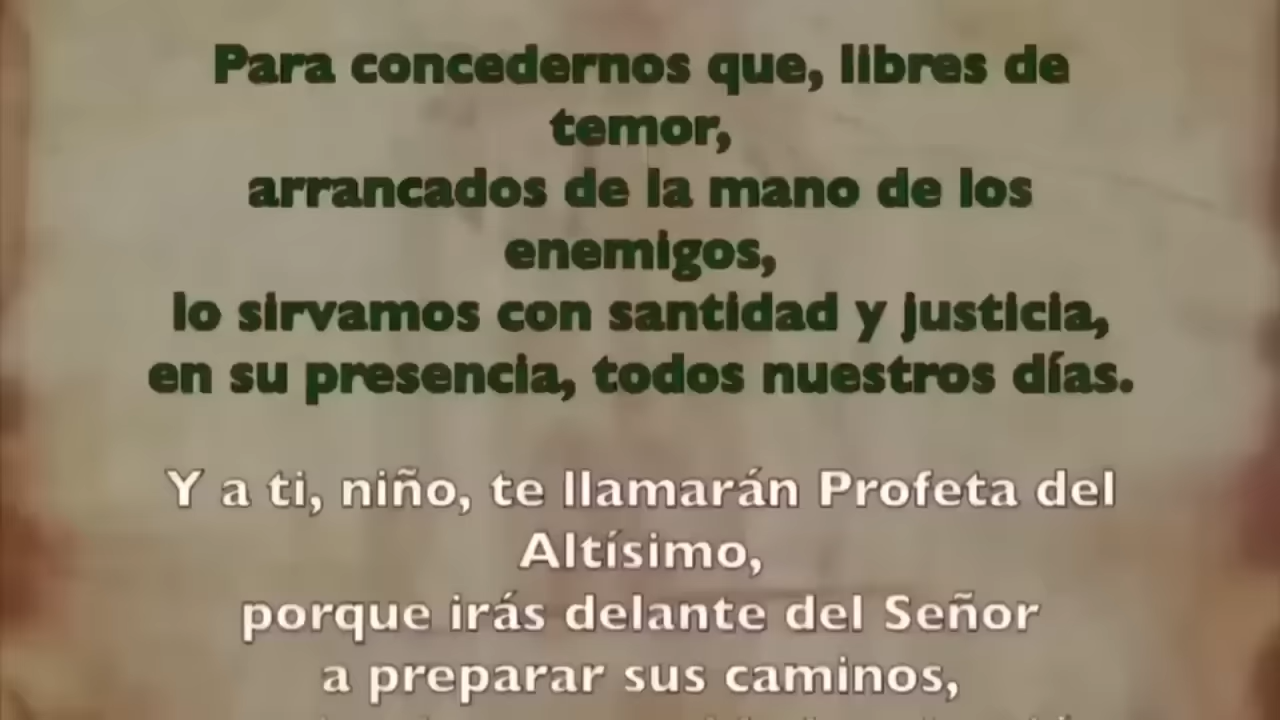 Para concedernos que, libres de
temor,
arrancados de la mano de los
enemigos,
lo sirvamos con santidad y justicia,
en su presencia, todos nuestros días.
Y a ti, niño, te llamarán Profeta del
Altísimo,
porque irás delante del Señor
a preparar sus caminos,